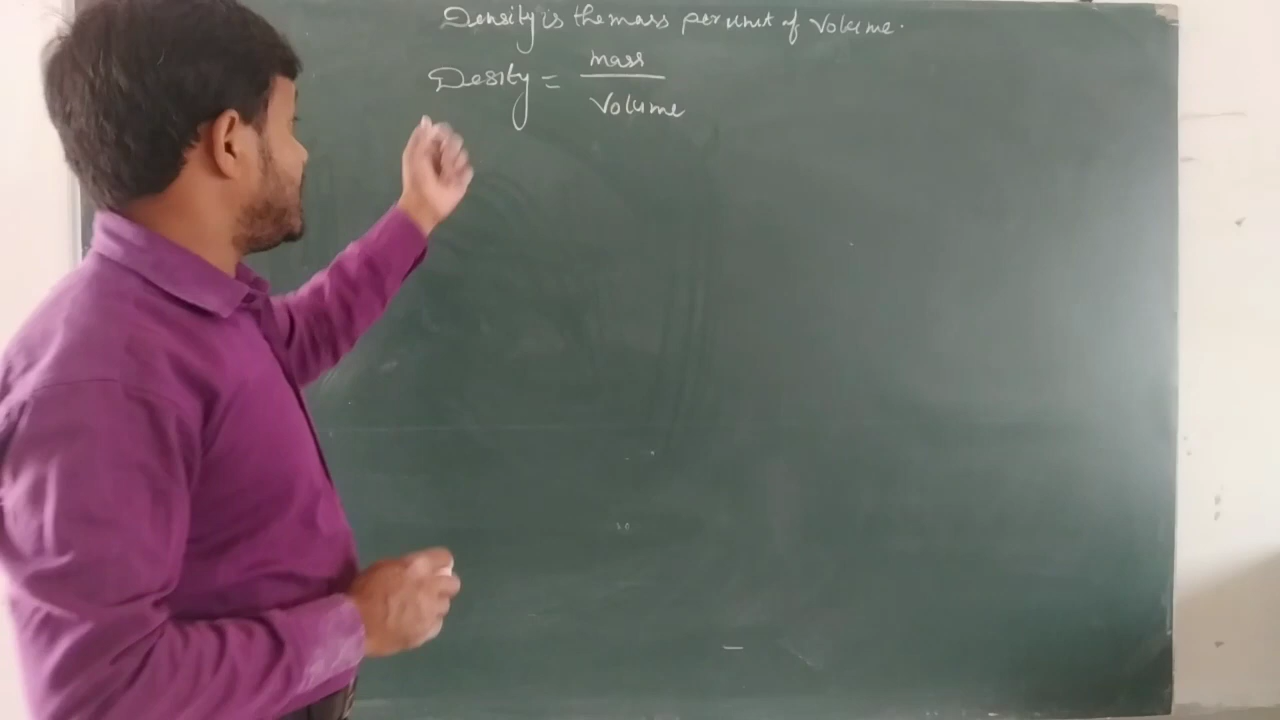 Density is the mass per unit of Volume.
Desity = mass / Volume